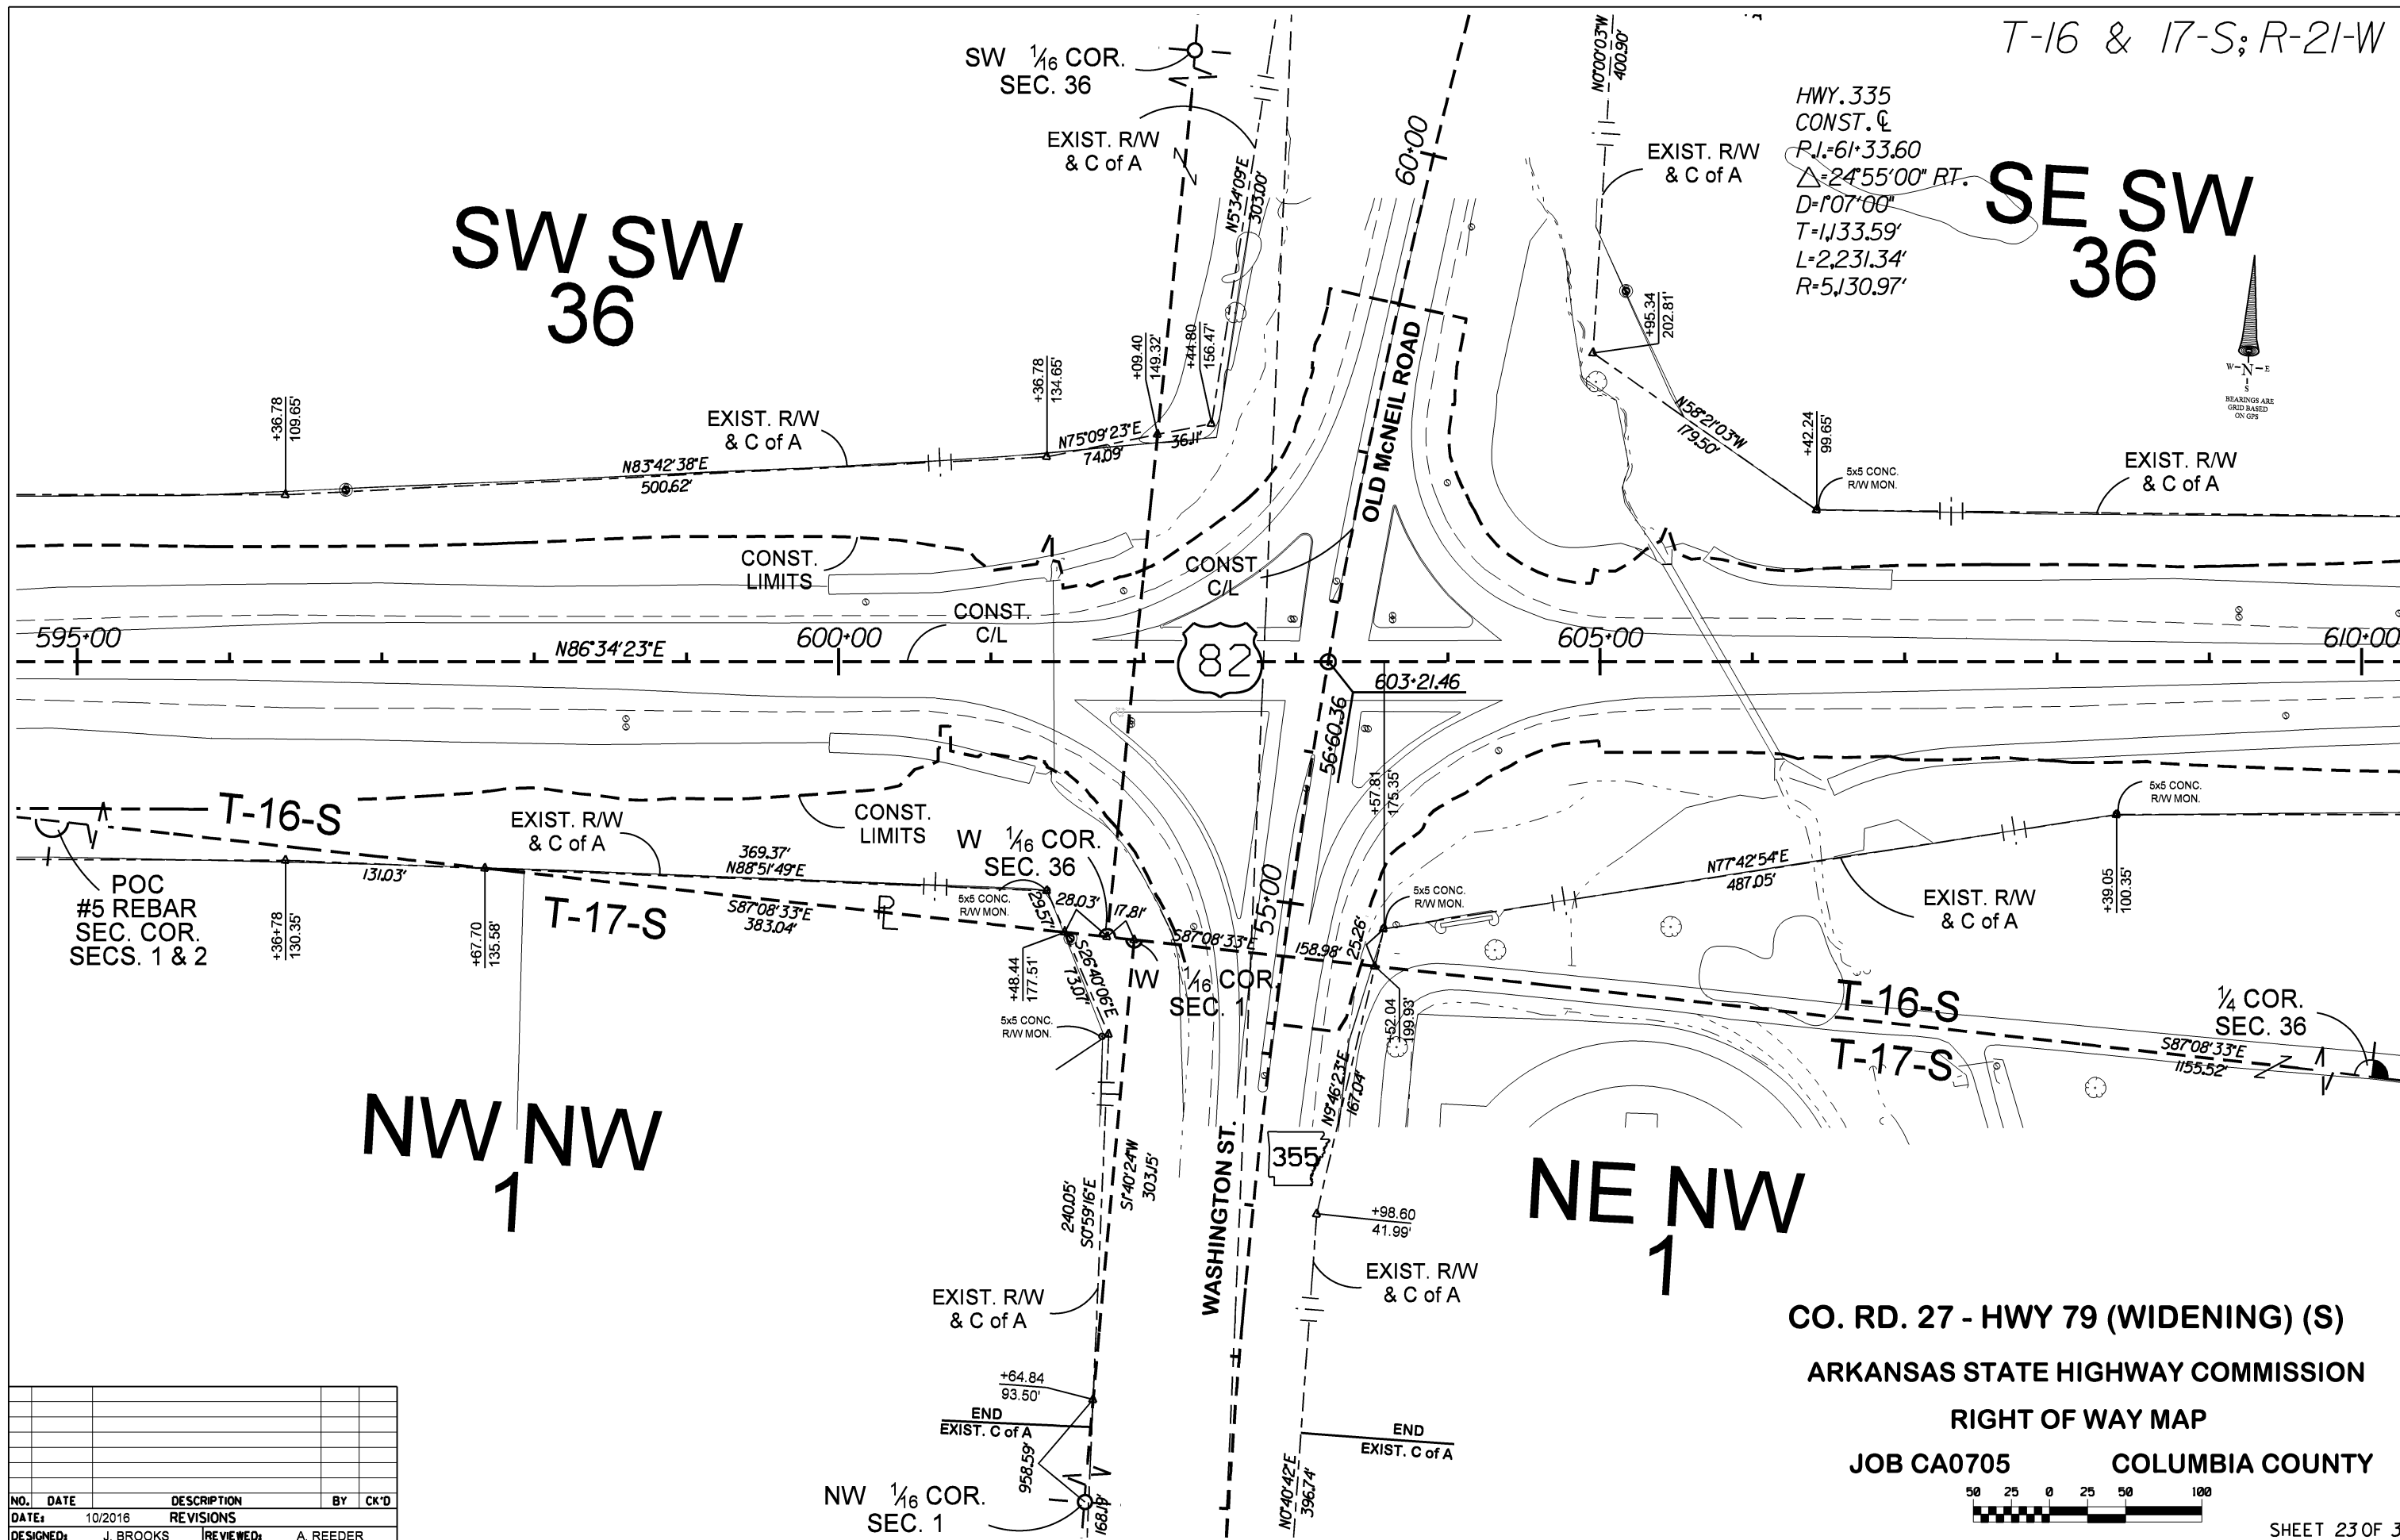 T-16 & 17-S; R-21-W
SW 1/16 COR.
SEC. 36
EXIST. R/W
& C of A
N5°34'09"E
303.00'
60+00
N0°00'03"W
400.90'
EXIST. R/W
& C of A
HWY. 335
CONST. ℄
P.I.=61+33.60
△=24°55'00" RT.
D=1°07'00"
T=1,133.59'
L=2,231.34'
R=5,130.97'
SW SW
36
SE SW
36
W N E
S
BEARINGS ARE
GRID BASED
ON GPS
+36.78
109.65'
EXIST. R/W
& C of A
N83°42'38"E
500.62'
+36.78
134.65'
N75°09'23"E
74.09'
36.11'
+09.40
149.32'
+44.80
156.47'
OLD McNEIL ROAD
+95.34
202.81'
N58°21'03"W
179.50'
+42.24
99.65'
5x5 CONC.
R/W MON.
EXIST. R/W
& C of A
CONST.
LIMITS
CONST.
C/L
CONST.
C/L
595+00
N86°34'23"E
600+00
82
605+00
610+00
603+21.46
56+60.36
+57.81
175.35'
T-16-S
EXIST. R/W
& C of A
CONST.
LIMITS
W 1/16 COR.
SEC. 36
5x5 CONC.
R/W MON.
POC
#5 REBAR
SEC. COR.
SECS. 1 & 2
131.03'
369.37'
N88°51'49"E
T-17-S
S87°08'33"E
383.04'
PL
5x5 CONC.
R/W MON.
29.57'
28.03'
17.81'
+36+78
130.35'
+67.70
135.58'
+48.44
177.51'
S26°40'06"E
73.07'
5x5 CONC.
R/W MON.
W 1/16 COR.
SEC. 1
S87°08'33"E
158.98'
55+00
25.26'
5x5 CONC.
R/W MON.
N77°42'54"E
487.05'
EXIST. R/W
& C of A
+39.05
100.35'
+52.04
199.93'
T-16-S
T-17-S
S87°08'33"E
1155.52'
1/4 COR.
SEC. 36
NW NW
1
240.05'
S0°59'16"E
S1°40'24"W
303.15'
WASHINGTON ST.
355
N9°46'23"E
167.04'
+98.60
41.99'
EXIST. R/W
& C of A
NE NW
1
EXIST. R/W
& C of A
+64.84
93.50'
END
EXIST. C of A
958.59'
NW 1/16 COR.
SEC. 1
168.19'
END
EXIST. C of A
N0°40'42"E
396.74'
CO. RD. 27 - HWY 79 (WIDENING) (S)
ARKANSAS STATE HIGHWAY COMMISSION
RIGHT OF WAY MAP
JOB CA0705 COLUMBIA COUNTY
50 25 0 25 50 100
SHEET 23 OF 3
NO. DATE DESCRIPTION BY CK'D
DATE: 10/2016 REVISIONS
DESIGNED: J. BROOKS REVIEWED: A. REEDER